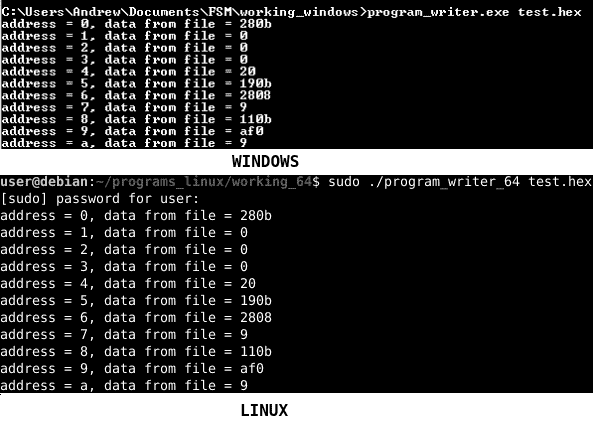 C:\Users\Andrew\Documents\FSM\working_windows>program_writer.exe test.hex
address = 0, data from file = 280b
address = 1, data from file = 0
address = 2, data from file = 0
address = 3, data from file = 0
address = 4, data from file = 20
address = 5, data from file = 190b
address = 6, data from file = 2808
address = 7, data from file = 9
address = 8, data from file = 110b
address = 9, data from file = af0
address = a, data from file = 9
WINDOWS
user@debian:~/programs_linux/working_64$ sudo ./program_writer_64 test.hex
[sudo] password for user:
address = 0, data from file = 280b
address = 1, data from file = 0
address = 2, data from file = 0
address = 3, data from file = 0
address = 4, data from file = 20
address = 5, data from file = 190b
address = 6, data from file = 2808
address = 7, data from file = 9
address = 8, data from file = 110b
address = 9, data from file = af0
address = a, data from file = 9
LINUX